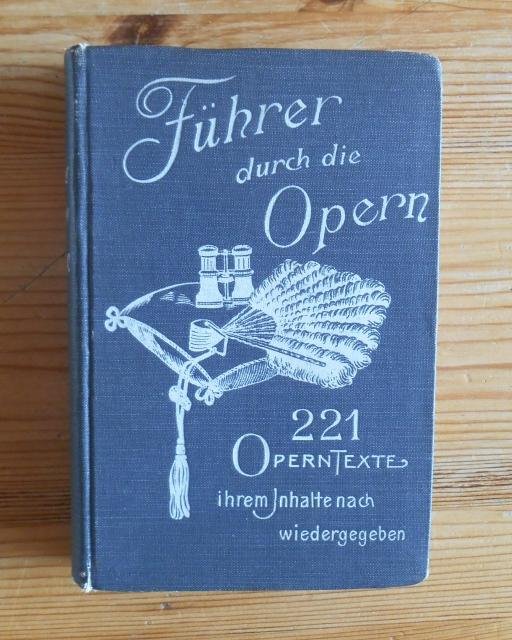 Führer
durch die
Opern
221
OPERNTEXTE
ihrem Inhalte nach
wiedergegeben